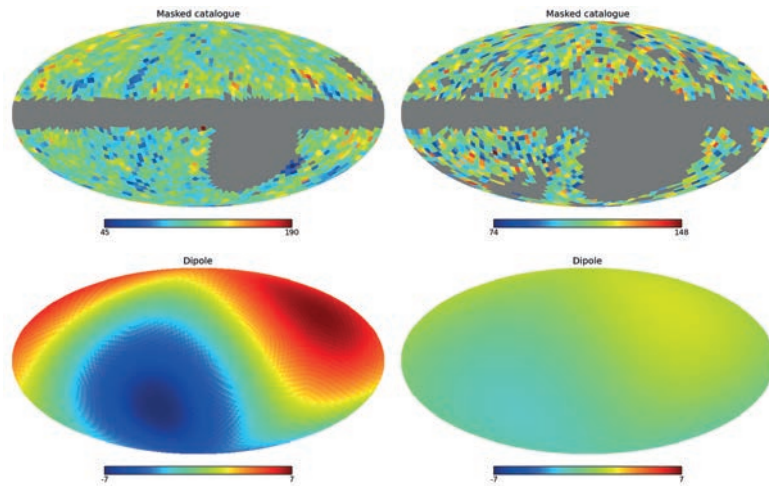 Masked catalogue
Masked catalogue
45 190
74 148
Dipole
Dipole
-7 7
-7 7